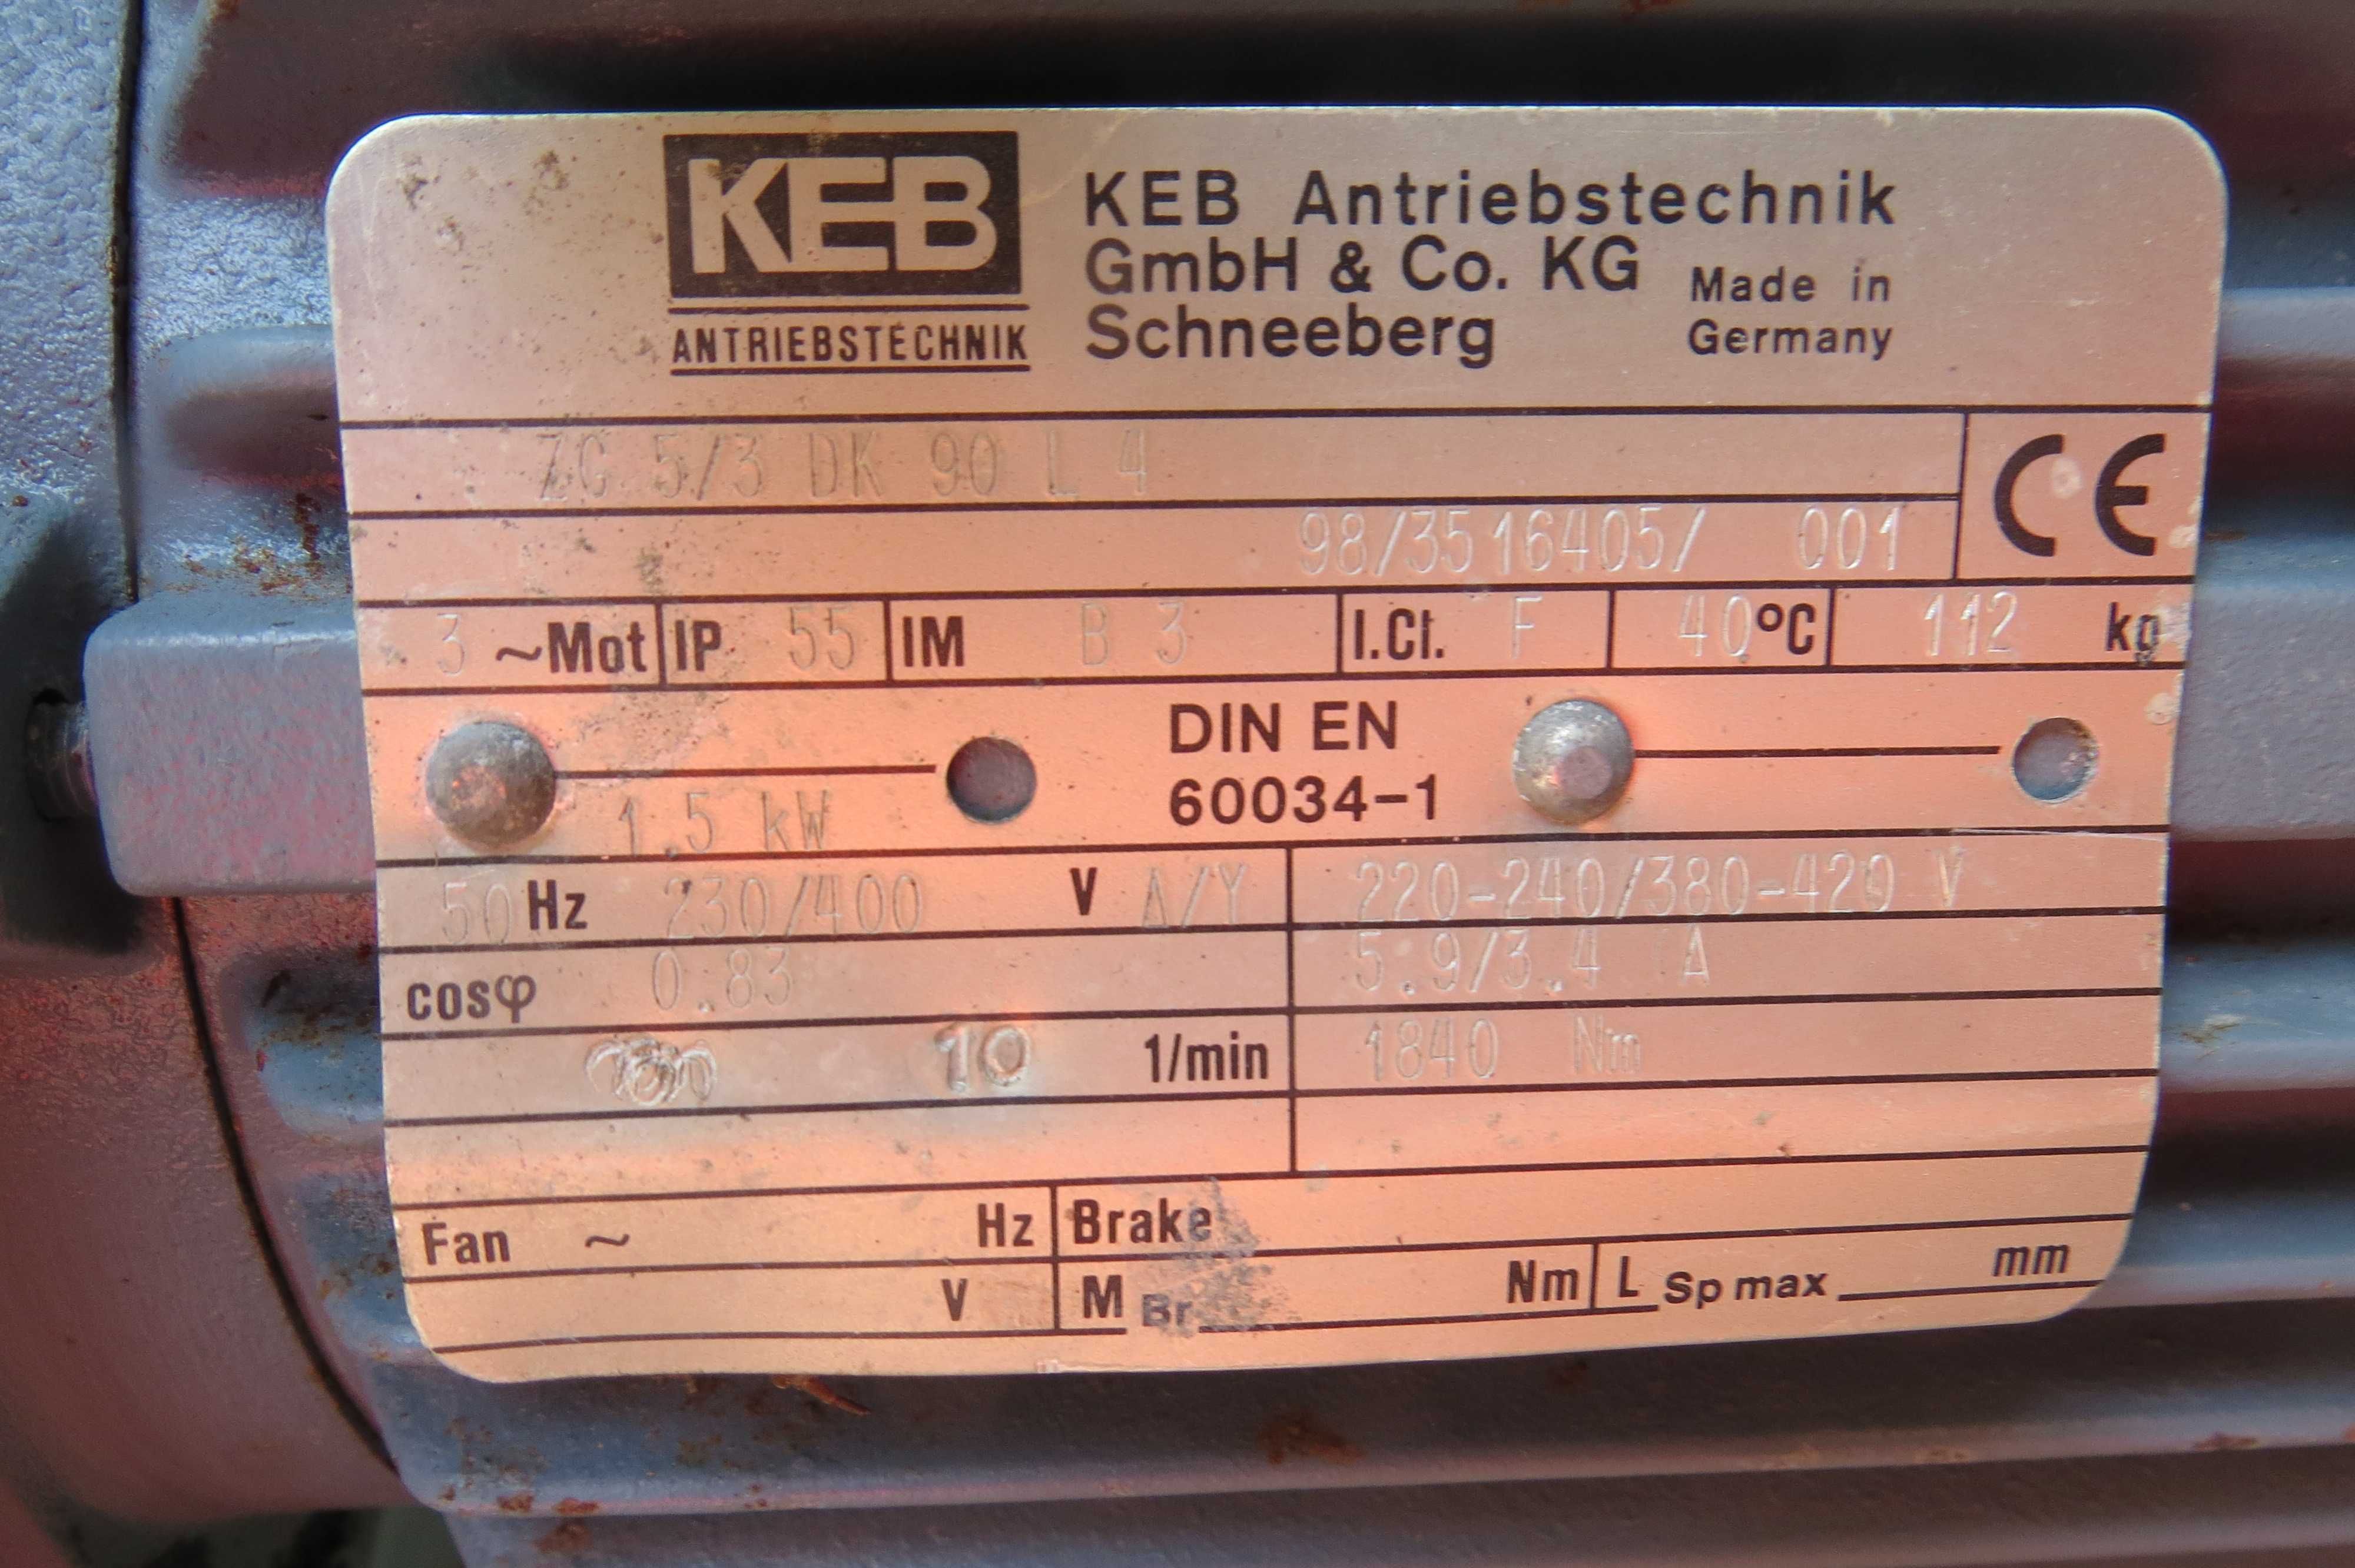 KEB
ANTRIEBSTECHNIK
KEB Antriebstechnik
GmbH & Co. KG
Schneeberg
Made in
Germany
ZG 5/3 DK 90 L 4
CE
98/3516405/ 001
3 ~Mot IP 55 IM B 3 I.Cl. F 40°C 112 kg
DIN EN
60034-1
1.5 kW
50 Hz 230/400 V Δ/Y 220-240/380-420 V
cosφ 0.83 5.9/3.4 A
10 1/min 1840 Nm
Fan ~ Hz Brake
V M Br Nm L Sp max mm